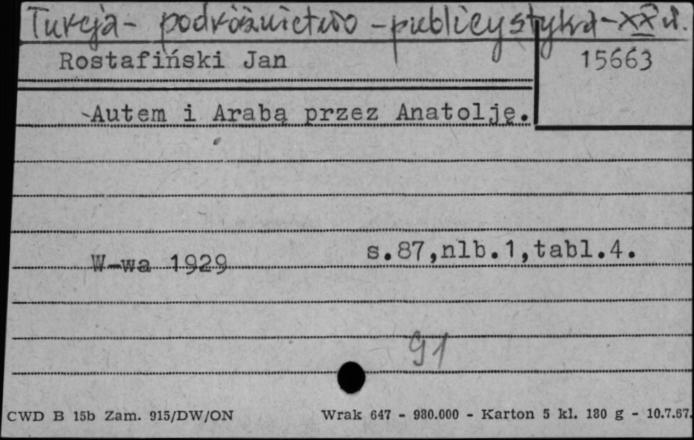 Turcja - podróżnictwo - publicystyka - XX w.
Rostafiński Jan
15663
Autem i Arabą przez Anatolję.
W-wa 1929
s.87,nlb.1,tabl.4.
91
CWD B 15b Zam. 915/DW/ON
Wrak 647 - 980.000 - Karton 5 kl. 180 g - 10.7.67.